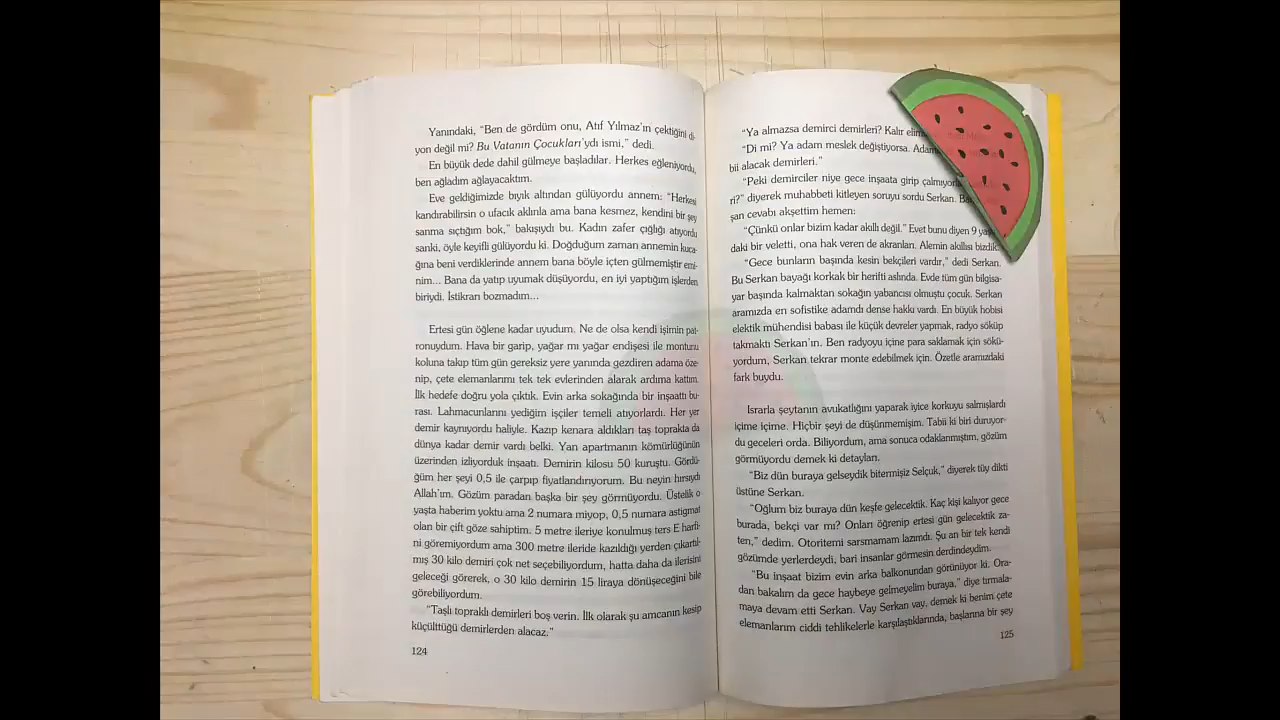 Yanındaki, "Ben de gördüm onu, Atıf Yılmaz'ın çektiğini di-
yon değil mi? Bu Vatanın Çocukları'ydı ismi," dedi.
En büyük dede dahil gülmeye başladılar. Herkes eğleniyordu,
ben ağladım ağlayacaktım.
Eve geldiğimizde bıyık altından gülüyordu annem: "Herkesi
kandırabilirsin o ufacık aklınla ama bana kesmez, kendini bir şey
sanma sıçtığım bok," bakışıydı bu. Kadın zafer çığlığı atıyordu
sanki, öyle keyifli gülüyordu ki. Doğduğum zaman annemin kuca-
ğına beni verdiklerinde annem bana böyle içten gülmemiştir emi-
nim... Bana da yatıp uyumak düşüyordu, en iyi yaptığım işlerden
biriydi. İstikrarı bozmadım...
Ertesi gün öğlene kadar uyudum. Ne de olsa kendi işimin pat-
ronuydum. Hava bir garip, yağar mı yağar endişesi ile montunu
koluna takıp tüm gün gereksiz yere yanında gezdiren adama öze-
nip, çete elemanlarımı tek tek evlerinden alarak ardıma kattım.
İlk hedefe doğru yola çıktık. Evin arka sokağında bir inşaattı bu-
rası. Lahmacunlarını yediğim işçiler temeli atıyorlardı. Her yer
demir kaynıyordu haliyle. Kazıp kenara aldıkları taş toprakta da
dünya kadar demir vardı belki. Yan apartmanın kömürlüğünün
üzerinden izliyorduk inşaatı. Demirin kilosu 50 kuruştu. Gördü-
ğüm her şeyi 0,5 ile çarpıp fiyatlandırıyorum. Bu neyin hırsıydı
Allah'ım. Gözüm paradan başka bir şey görmüyordu. Üstelik o
yaşta haberim yoktu ama 2 numara miyop, 0,5 numara astigmat
olan bir çift göze sahiptim. 5 metre ileriye konulmuş ters E harfi-
ni göremiyordum ama 300 metre ileride kazıldığı yerden çıkartıl-
mış 30 kilo demiri çok net seçebiliyordum, hatta daha da ilerisini
geleceği görerek, o 30 kilo demirin 15 liraya dönüşeceğini bile
görebiliyordum.
"Taşlı topraklı demirleri boş verin. İlk olarak şu amcanın kesip
küçülttüğü demirlerden alacaz."
124
"Ya almazsa demirci demirleri? Kalır
"Di mi? Ya adam meslek değiştiyorsa.
bii alacak demirleri."
"Peki demirciler niye gece inşaata girip
ri?" diyerek muhabbeti kitleyen soruyu sordu Serkan.
şan cevabı akşettim hemen:
"Çünkü onlar bizim kadar akıllı değil." Evet bunu diyen 9
daki bir veletti, ona hak veren de akranları. Alemin akıllısı bizdik.
"Gece bunların başında kesin bekçileri vardır," dedi Serkan.
Bu Serkan bayağı korkak bir herifti aslında. Evde tüm gün bilgisa-
yar başında kalmaktan sokağın yabancısı olmuştu çocuk. Serkan
aramızda en sofistike adamdı dense hakkı vardı. En büyük hobisi
elektik mühendisi babası ile küçük devreler yapmak, radyo söküp
takmaktı Serkan'ın. Ben radyoyu içine para saklamak için sökü-
yordum, Serkan tekrar monte edebilmek için. Özetle aramızdaki
fark buydu.
Israrla şeytanın avukatlığını yaparak iyice korkuyu salmışlardı
içime içime. Hiçbir şeyi de düşünmemişim. Tabii ki biri duruyor-
du geceleri orda. Biliyordum, ama sonuca odaklanmıştım, gözüm
görmüyordu demek ki detayları.
"Biz dün buraya gelseydik bitermişiz Selçuk," diyerek tüy dikti
üstüne Serkan.
"Oğlum biz buraya dün keşfe gelecektik. Kaç kişi kalıyor gece
burada, bekçi var mı? Onları öğrenip ertesi gün gelecektik za-
ten," dedim. Otoritemi sarsmamam lazımdı. Şu an bir tek kendi
gözümde yerlerdeydi, bari insanlar görmesin derdindeydim.
"Bu inşaat bizim evin arka balkonundan görünüyor ki. Ora-
dan bakalım da gece haybeye gelmeyelim buraya," diye tırmala-
maya devam etti Serkan. Vay Serkan vay, demek ki benim çete
elemanlarım ciddi tehlikelerle karşılaştıklarında, başlarına bir şey
125